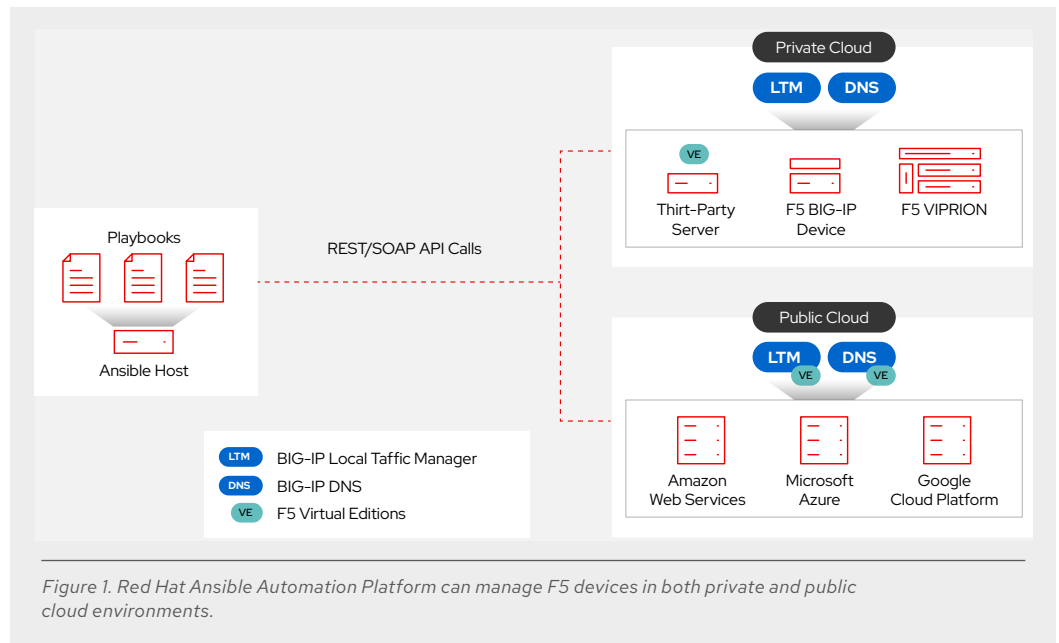 Private Cloud
LTM
DNS
VE
Thirt-Party
Server
F5 BIG-IP
Device
F5 VIPRION
Playbooks
Ansible Host
REST/SOAP API Calls
Public Cloud
LTM
VE
DNS
VE
Amazon
Web Services
Microsoft
Azure
Google
Cloud Platform
LTM BIG-IP Local Taffic Manager
DNS BIG-IP DNS
VE F5 Virtual Editions
Figure 1. Red Hat Ansible Automation Platform can manage F5 devices in both private and public
cloud environments.